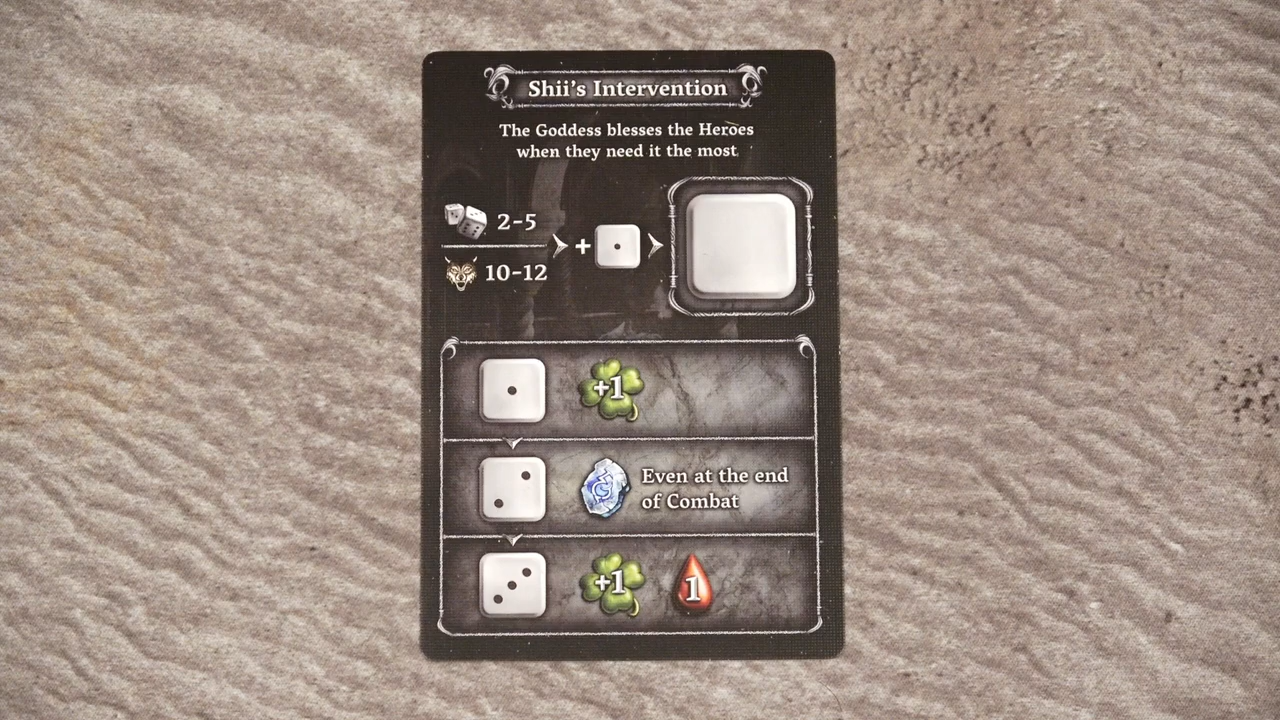 Shii's Intervention
The Goddess blesses the Heroes
when they need it the most
2-5
+
10-12
+1
Even at the end
of Combat
+1 1